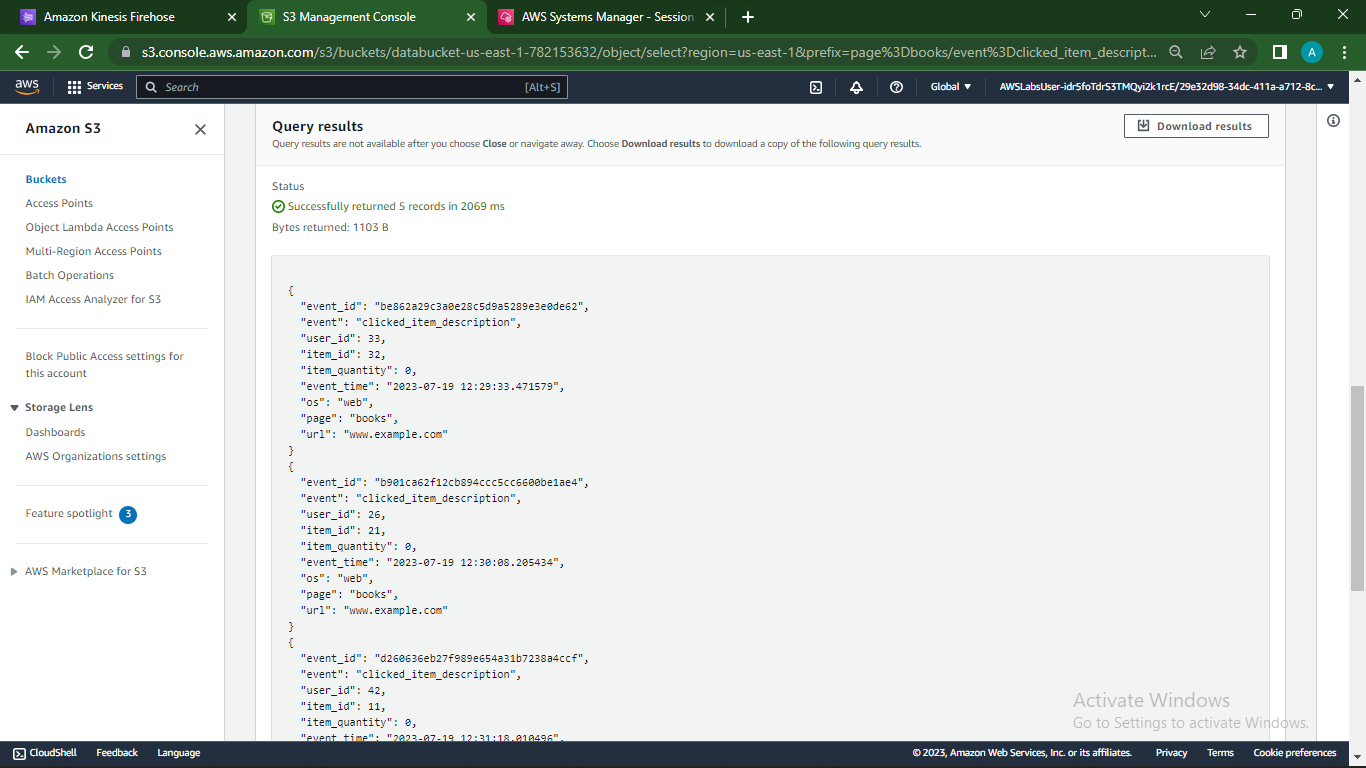 Amazon Kinesis Firehose
S3 Management Console
AWS Systems Manager - Session
s3.console.aws.amazon.com/s3/buckets/databucket-us-east-1-782153632/object/select?region=us-east-1&prefix=page%3Dbooks/event%3Dclicked_item_descript...
A
aws
Services
Search
[Alt+S]
Global
AWSLabsUser-idr5foTdrS3TMQyi2k1rcE/29e32d98-34dc-411a-a712-8c...
Amazon S3
Buckets
Access Points
Object Lambda Access Points
Multi-Region Access Points
Batch Operations
IAM Access Analyzer for S3
Block Public Access settings for
this account
Storage Lens
Dashboards
AWS Organizations settings
Feature spotlight 3
AWS Marketplace for S3
Query results
Query results are not available after you choose Close or navigate away. Choose Download results to download a copy of the following query results.
Download results
Status
Successfully returned 5 records in 2069 ms
Bytes returned: 1103 B
{
"event_id": "be862a29c3a0e28c5d9a5289e3e0de62",
"event": "clicked_item_description",
"user_id": 33,
"item_id": 32,
"item_quantity": 0,
"event_time": "2023-07-19 12:29:33.471579",
"os": "web",
"page": "books",
"url": "www.example.com"
}
{
"event_id": "b901ca62f12cb894ccc5cc6600be1ae4",
"event": "clicked_item_description",
"user_id": 26,
"item_id": 21,
"item_quantity": 0,
"event_time": "2023-07-19 12:30:08.205434",
"os": "web",
"page": "books",
"url": "www.example.com"
}
{
"event_id": "d260636eb27f989e654a31b7238a4ccf",
"event": "clicked_item_description",
"user_id": 42,
"item_id": 11,
"item_quantity": 0,
"event_time": "2023-07-19 12:31:18.010496",
Activate Windows
Go to Settings to activate Windows.
CloudShell
Feedback
Language
© 2023, Amazon Web Services, Inc. or its affiliates.
Privacy
Terms
Cookie preferences